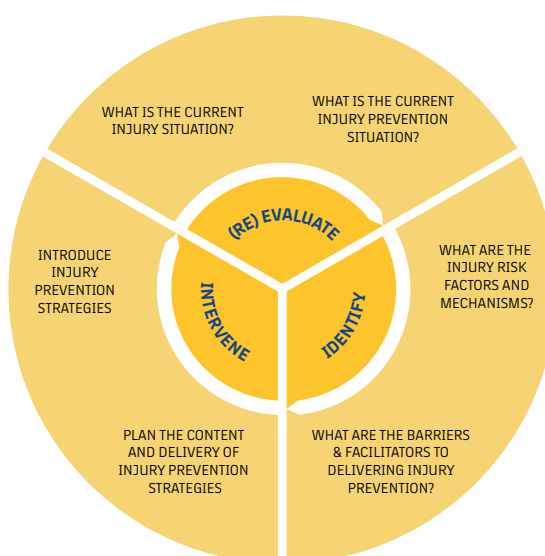 WHAT IS THE CURRENT
INJURY SITUATION?
WHAT IS THE CURRENT
INJURY PREVENTION
SITUATION?
(RE) EVALUATE
INTRODUCE
INJURY
PREVENTION
STRATEGIES
INTERVENE
IDENTIFY
WHAT ARE THE
INJURY RISK
FACTORS AND
MECHANISMS?
PLAN THE CONTENT
AND DELIVERY OF
INJURY PREVENTION
STRATEGIES
WHAT ARE THE BARRIERS
& FACILITATORS TO
DELIVERING INJURY
PREVENTION?